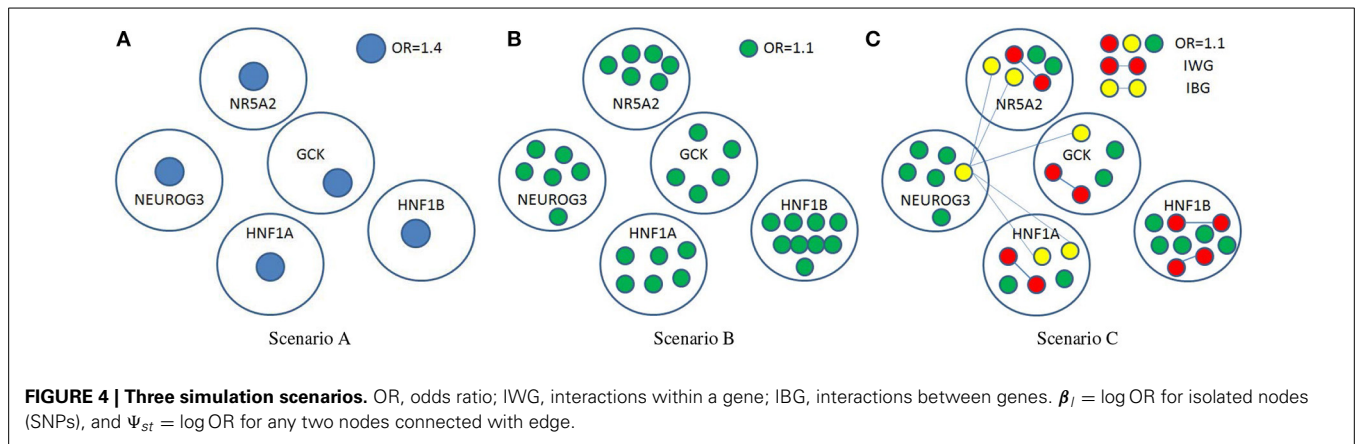 A
OR=1.4
NR5A2
GCK
NEUROG3
HNF1B
HNF1A
Scenario A
B
OR=1.1
NR5A2
GCK
NEUROG3
HNF1B
HNF1A
Scenario B
C
OR=1.1
IWG
IBG
NR5A2
GCK
NEUROG3
HNF1B
HNF1A
Scenario C
FIGURE 4 | Three simulation scenarios. OR, odds ratio; IWG, interactions within a gene; IBG, interactions between genes. βₗ = log OR for isolated nodes
(SNPs), and Ψₛₜ = log OR for any two nodes connected with edge.